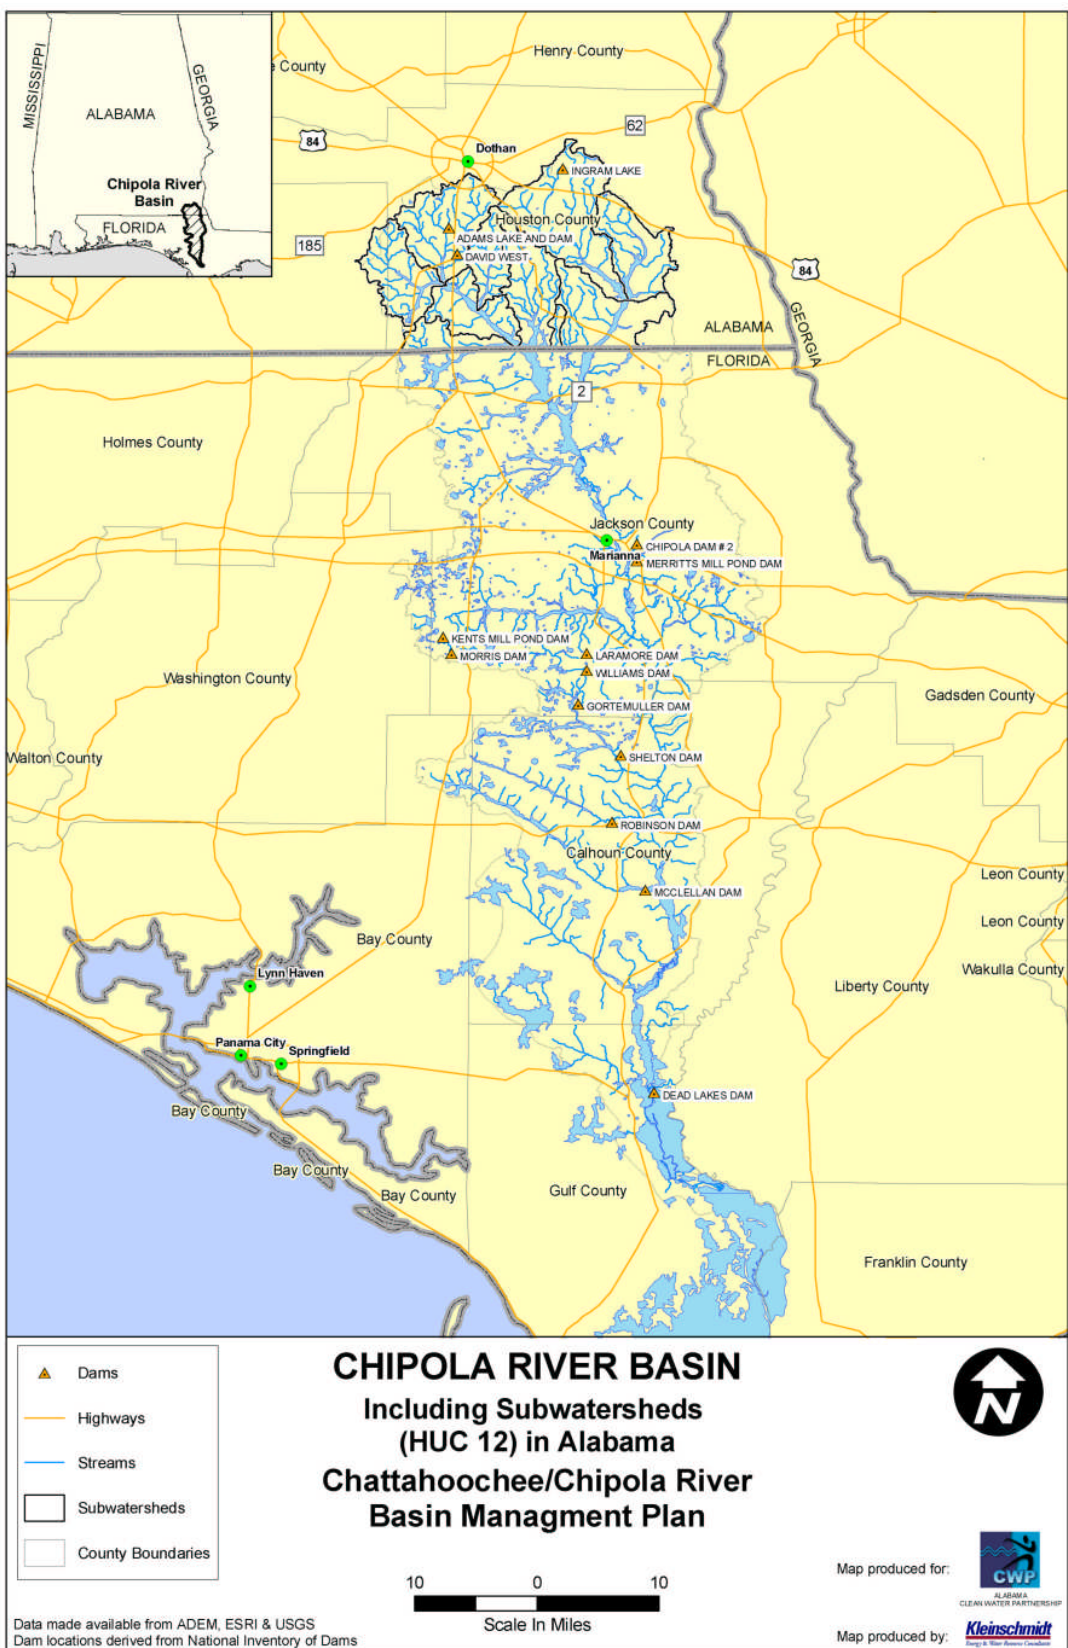 MISSISSIPPI
ALABAMA
GEORGIA
Chipola River
Basin
FLORIDA
e County
Henry County
84
62
Dothan
INGRAM LAKE
Houston County
185
ADAMS LAKE AND DAM
DAVID WEST
84
GEORGIA
ALABAMA
FLORIDA
2
Holmes County
Jackson County
Marianna
CHIPOLA DAM # 2
MERRITTS MILL POND DAM
KENTS MILL POND DAM
MORRIS DAM
LARAMORE DAM
WILLIAMS DAM
Washington County
Gadsden County
GORTEMULLER DAM
Walton County
SHELTON DAM
ROBINSON DAM
Calhoun County
Leon County
MCCLELLAN DAM
Leon County
Bay County
Wakulla County
Lynn Haven
Liberty County
Panama City
Springfield
DEAD LAKES DAM
Bay County
Bay County
Bay County
Gulf County
Franklin County
Dams
Highways
Streams
Subwatersheds
County Boundaries
CHIPOLA RIVER BASIN
Including Subwatersheds
(HUC 12) in Alabama
Chattahoochee/Chipola River
Basin Managment Plan
N
10 0 10
Scale In Miles
Data made available from ADEM, ESRI & USGS
Dam locations derived from National Inventory of Dams
Map produced for:
CWP
ALABAMA
CLEAN WATER PARTNERSHIP
Map produced by:
Kleinschmidt
Energy & Water Resource Consultants